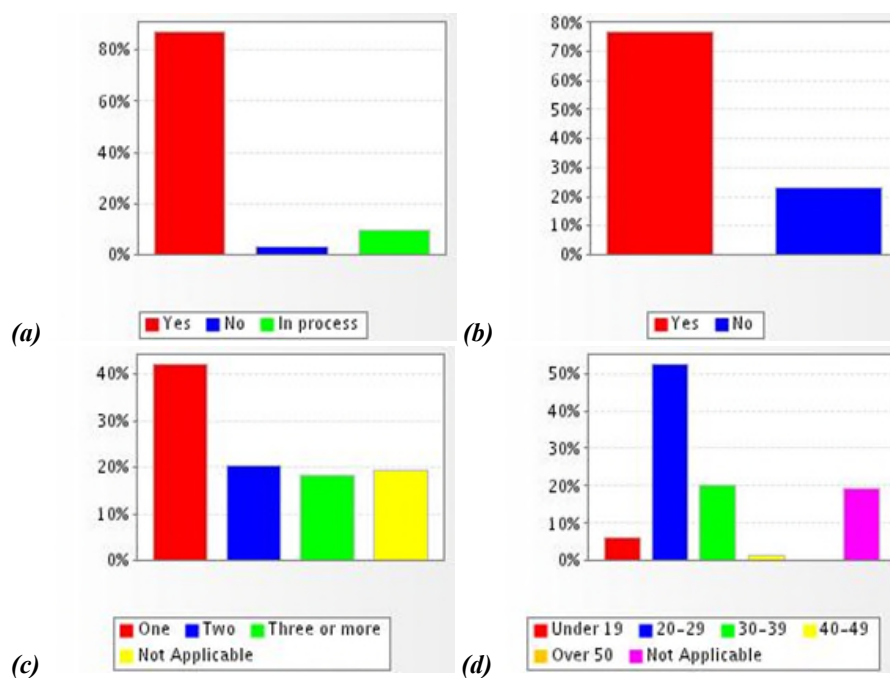 80%
60%
40%
20%
0%
Yes No In process
(a)
80%
70%
60%
50%
40%
30%
20%
10%
0%
Yes No
(b)
40%
30%
20%
10%
0%
One Two Three or more
Not Applicable
(c)
50%
40%
30%
20%
10%
0%
Under 19 20-29 30-39 40-49
Over 50 Not Applicable
(d)